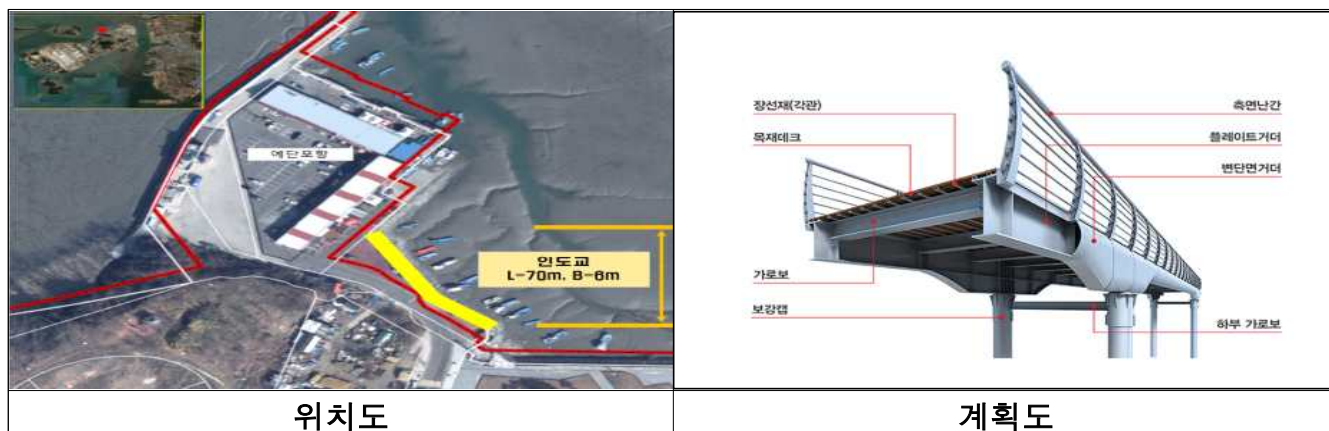 예단포항
인도교
L-70m. B-6m
장선재(각관)
목재데크
가로보
보강캡
측면난간
플레이트거더
변단면거더
하부 가로보
위치도
계획도